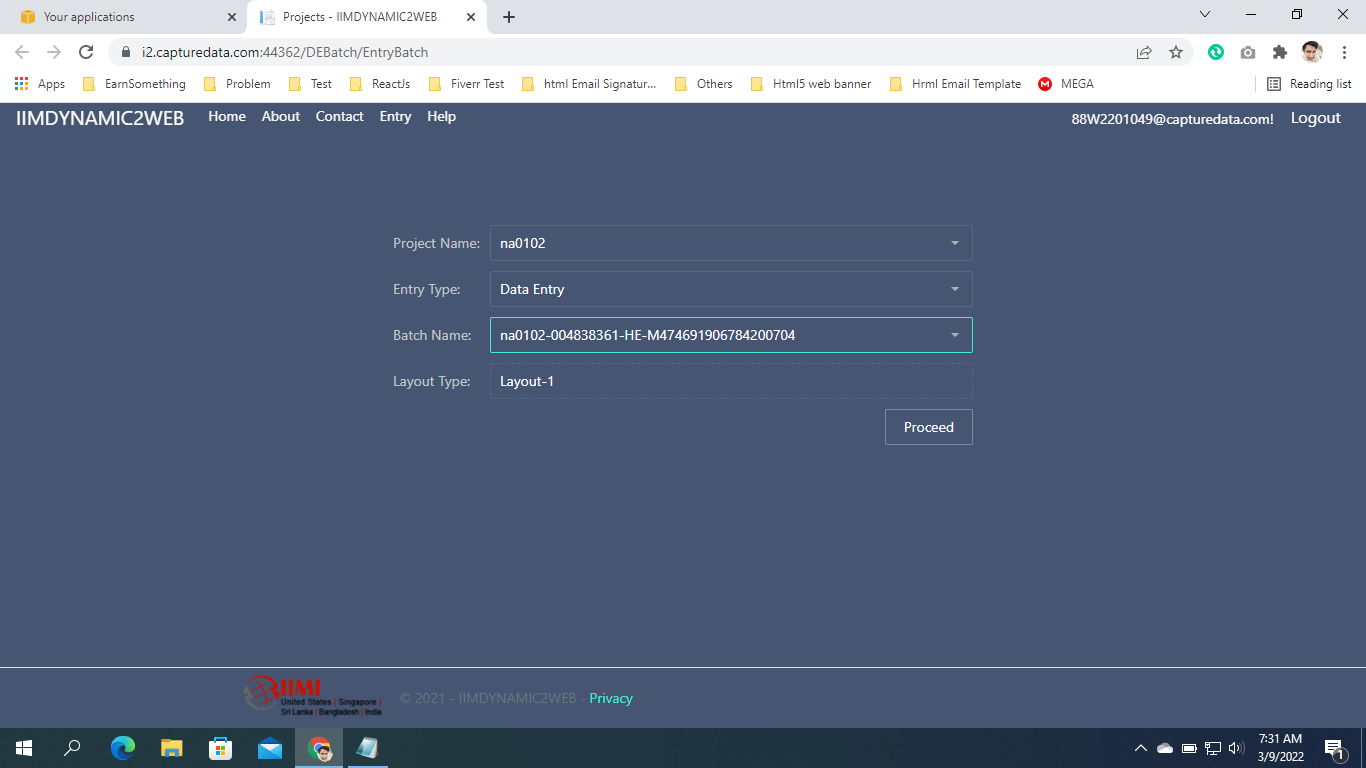 Your applications
Projects - IIMDYNAMIC2WEB
i2.capturedata.com:44362/DEBatch/EntryBatch
Apps EarnSomething Problem Test ReactJs Fiverr Test html Email Signatur... Others Html5 web banner Hrml Email Template M MEGA Reading list
IIMDYNAMIC2WEB Home About Contact Entry Help 88W2201049@capturedata.com! Logout
Project Name: na0102
Entry Type: Data Entry
Batch Name: na0102-004838361-HE-M474691906784200704
Layout Type: Layout-1
Proceed
IIMI
United States | Singapore |
Sri Lanka | Bangladesh | India
© 2021 - IIMDYNAMIC2WEB - Privacy
7:31 AM
3/9/2022
1